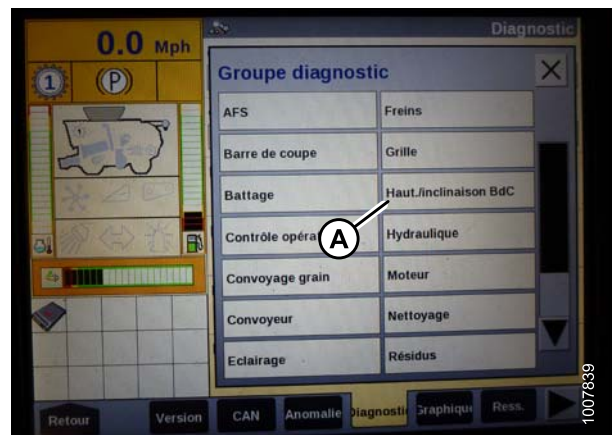 0.0 Mph
Diagnostic
1
(P)
Groupe diagnostic
AFS
Freins
Barre de coupe
Grille
Battage
Haut./inclinaison BdC
Contrôle opéra
A
Hydraulique
Convoyage grain
Moteur
Convoyeur
Nettoyage
Eclairage
Résidus
Retour
Version
CAN
Anomalie
Diagnosti
Graphique
Ress.
1007839